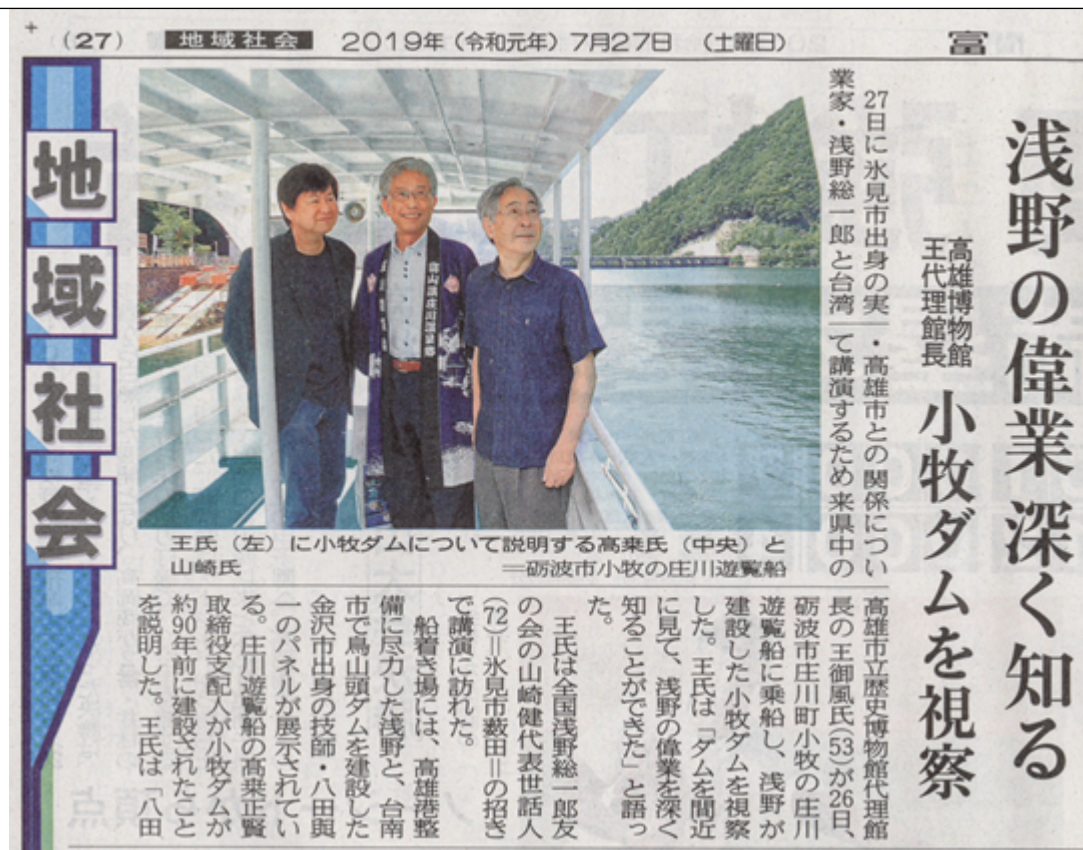 (27) 地域社会 2019年(令和元年)7月27日 (土曜日) 富
地域社会
浅野の偉業 深く知る
高雄博物館
王代理館長
小牧ダムを視察
27日に氷見市出身の実
業家・浅野総一郎と台湾
・高雄市との関係につい
て講演するため来県中の
高雄市立歴史博物館代理館
長の王御風氏(53)が26日、
砺波市庄川町小牧の庄川
遊覧船に乗船し、浅野が
建設した小牧ダムを視察
した。王氏は「ダムを間近
に見て、浅野の偉業を深く
知ることができた」と語っ
た。
王氏は全国浅野総一郎友
の会の山崎健代表世話人
(72)=氷見市薮田=の招き
で講演に訪れた。
船着き場には、高雄港整
備に尽力した浅野と、台南
市で烏山頭ダムを建設した
金沢市出身の技師・八田與
一のパネルが展示されてい
る。庄川遊覧船の髙乗正賢
取締役支配人が小牧ダムが
約90年前に建設されたこと
を説明した。王氏は「八田
王氏(左)に小牧ダムについて説明する髙乗氏(中央)と
山崎氏 =砺波市小牧の庄川遊覧船